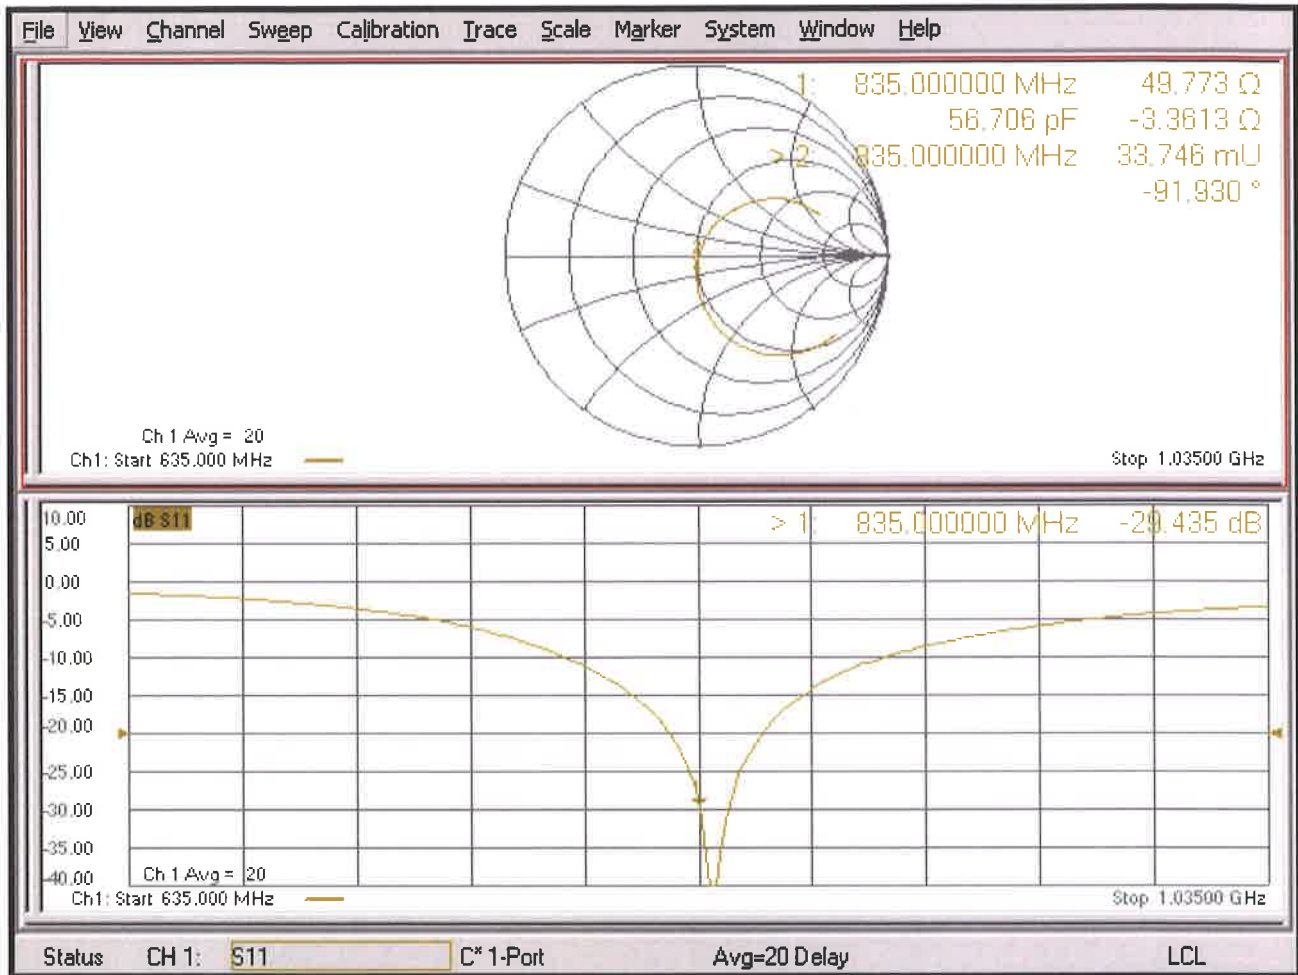 File View Channel Sweep Calibration Trace Scale Marker System Window Help
1: 835.000000 MHz 49.773 Ω
56.706 pF -3.3613 Ω
> 2: 835.000000 MHz 33.746 mU
-91.930 °
Ch 1 Avg = 20
Ch1: Start 635.000 MHz
Stop 1.03500 GHz
10.00
dB S11
> 1: 835.000000 MHz -29.435 dB
5.00
0.00
-5.00
-10.00
-15.00
-20.00
-25.00
-30.00
-35.00
-40.00
Ch 1 Avg = 20
Ch1: Start 635.000 MHz
Stop 1.03500 GHz
Status CH 1: S11 C* 1-Port Avg=20 Delay LCL